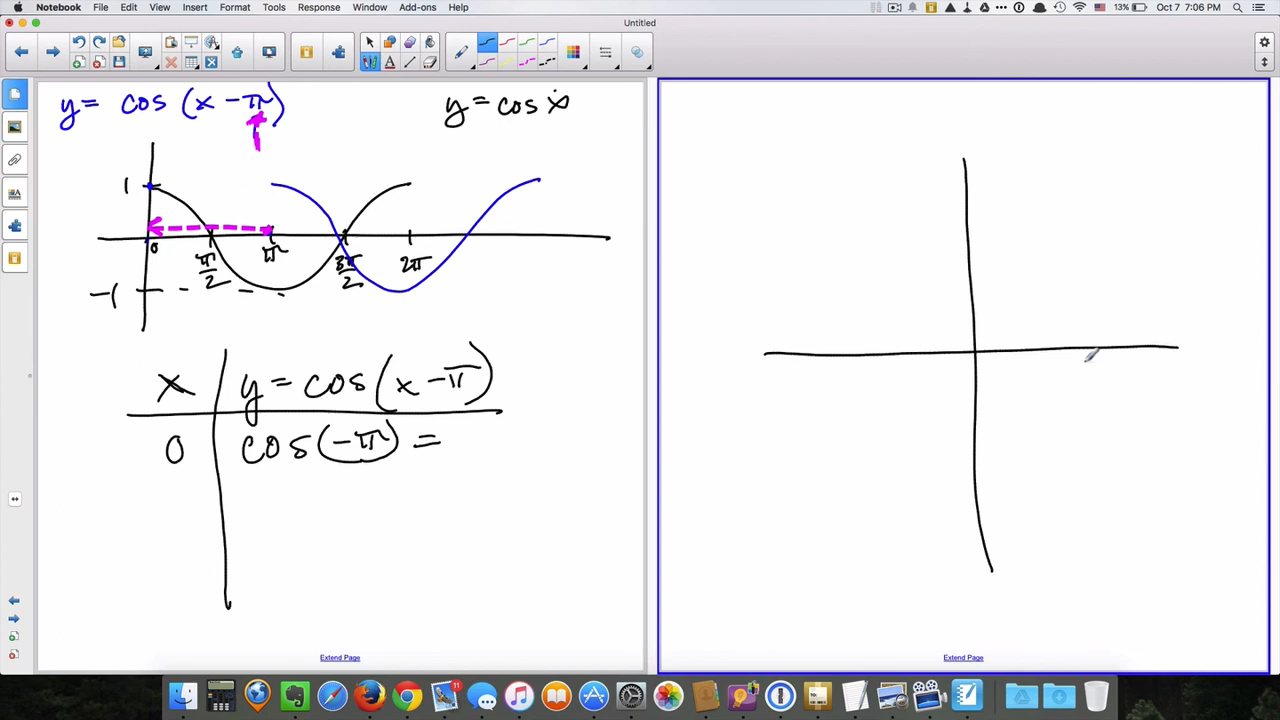 Notebook File Edit View Insert Format Tools Response Window Add-ons Help 13% Oct 7 7:06 PM
Untitled
y = cos (x - π)
y = cos x
1
0
π/2
π
3π/2
2π
-1
x y = cos (x - π)
0 cos (-π) =
Extend Page
Extend Page
11